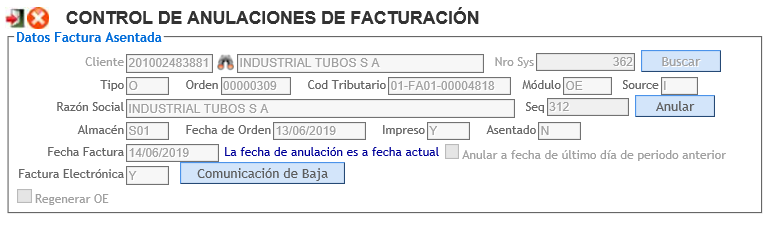 CONTROL DE ANULACIONES DE FACTURACIÓN
Datos Factura Asentada
Cliente 201002483881 INDUSTRIAL TUBOS S A Nro Sys 362 Buscar
Tipo O Orden 00000309 Cod Tributario 01-FA01-00004818 Módulo OE Source I
Razón Social INDUSTRIAL TUBOS S A Seq 312 Anular
Almacén S01 Fecha de Orden 13/06/2019 Impreso Y Asentado N
Fecha Factura 14/06/2019 La fecha de anulación es a fecha actual Anular a fecha de último día de periodo anterior
Factura Electrónica Y Comunicación de Baja
Regenerar OE